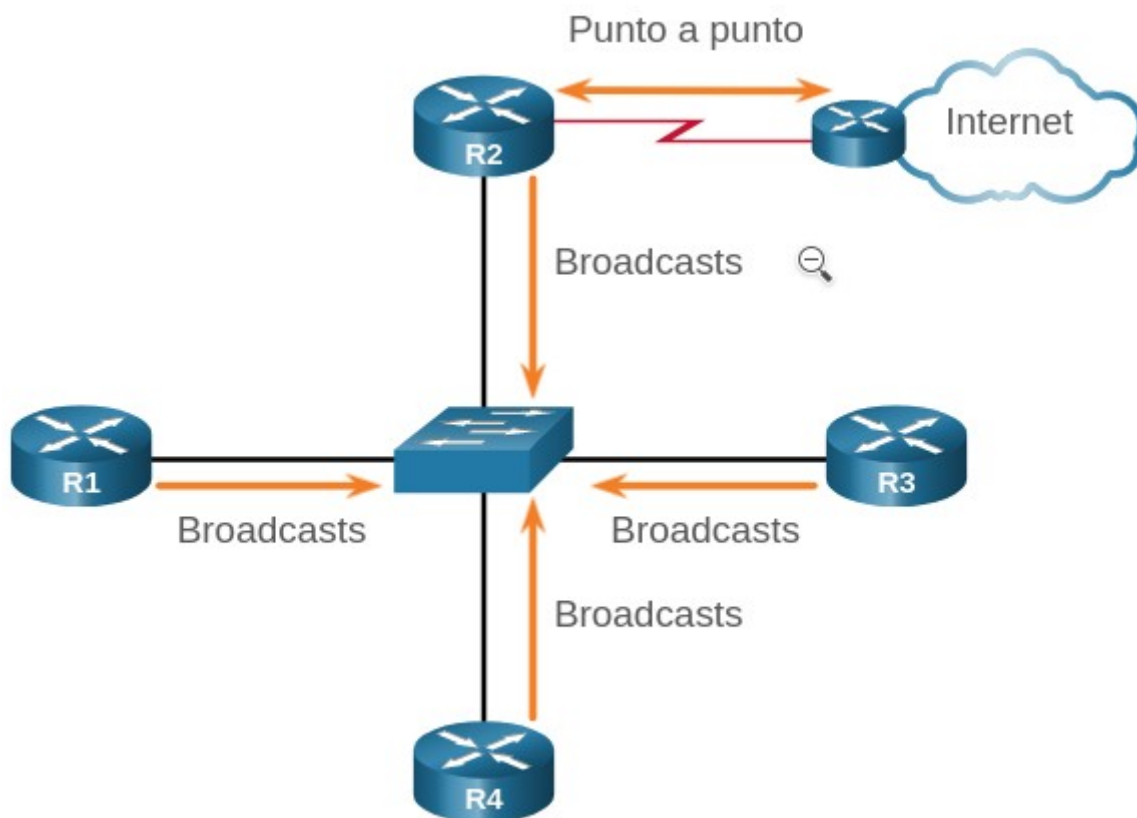 Punto a punto
Internet
R2
Broadcasts
R1
R3
Broadcasts
Broadcasts
Broadcasts
R4